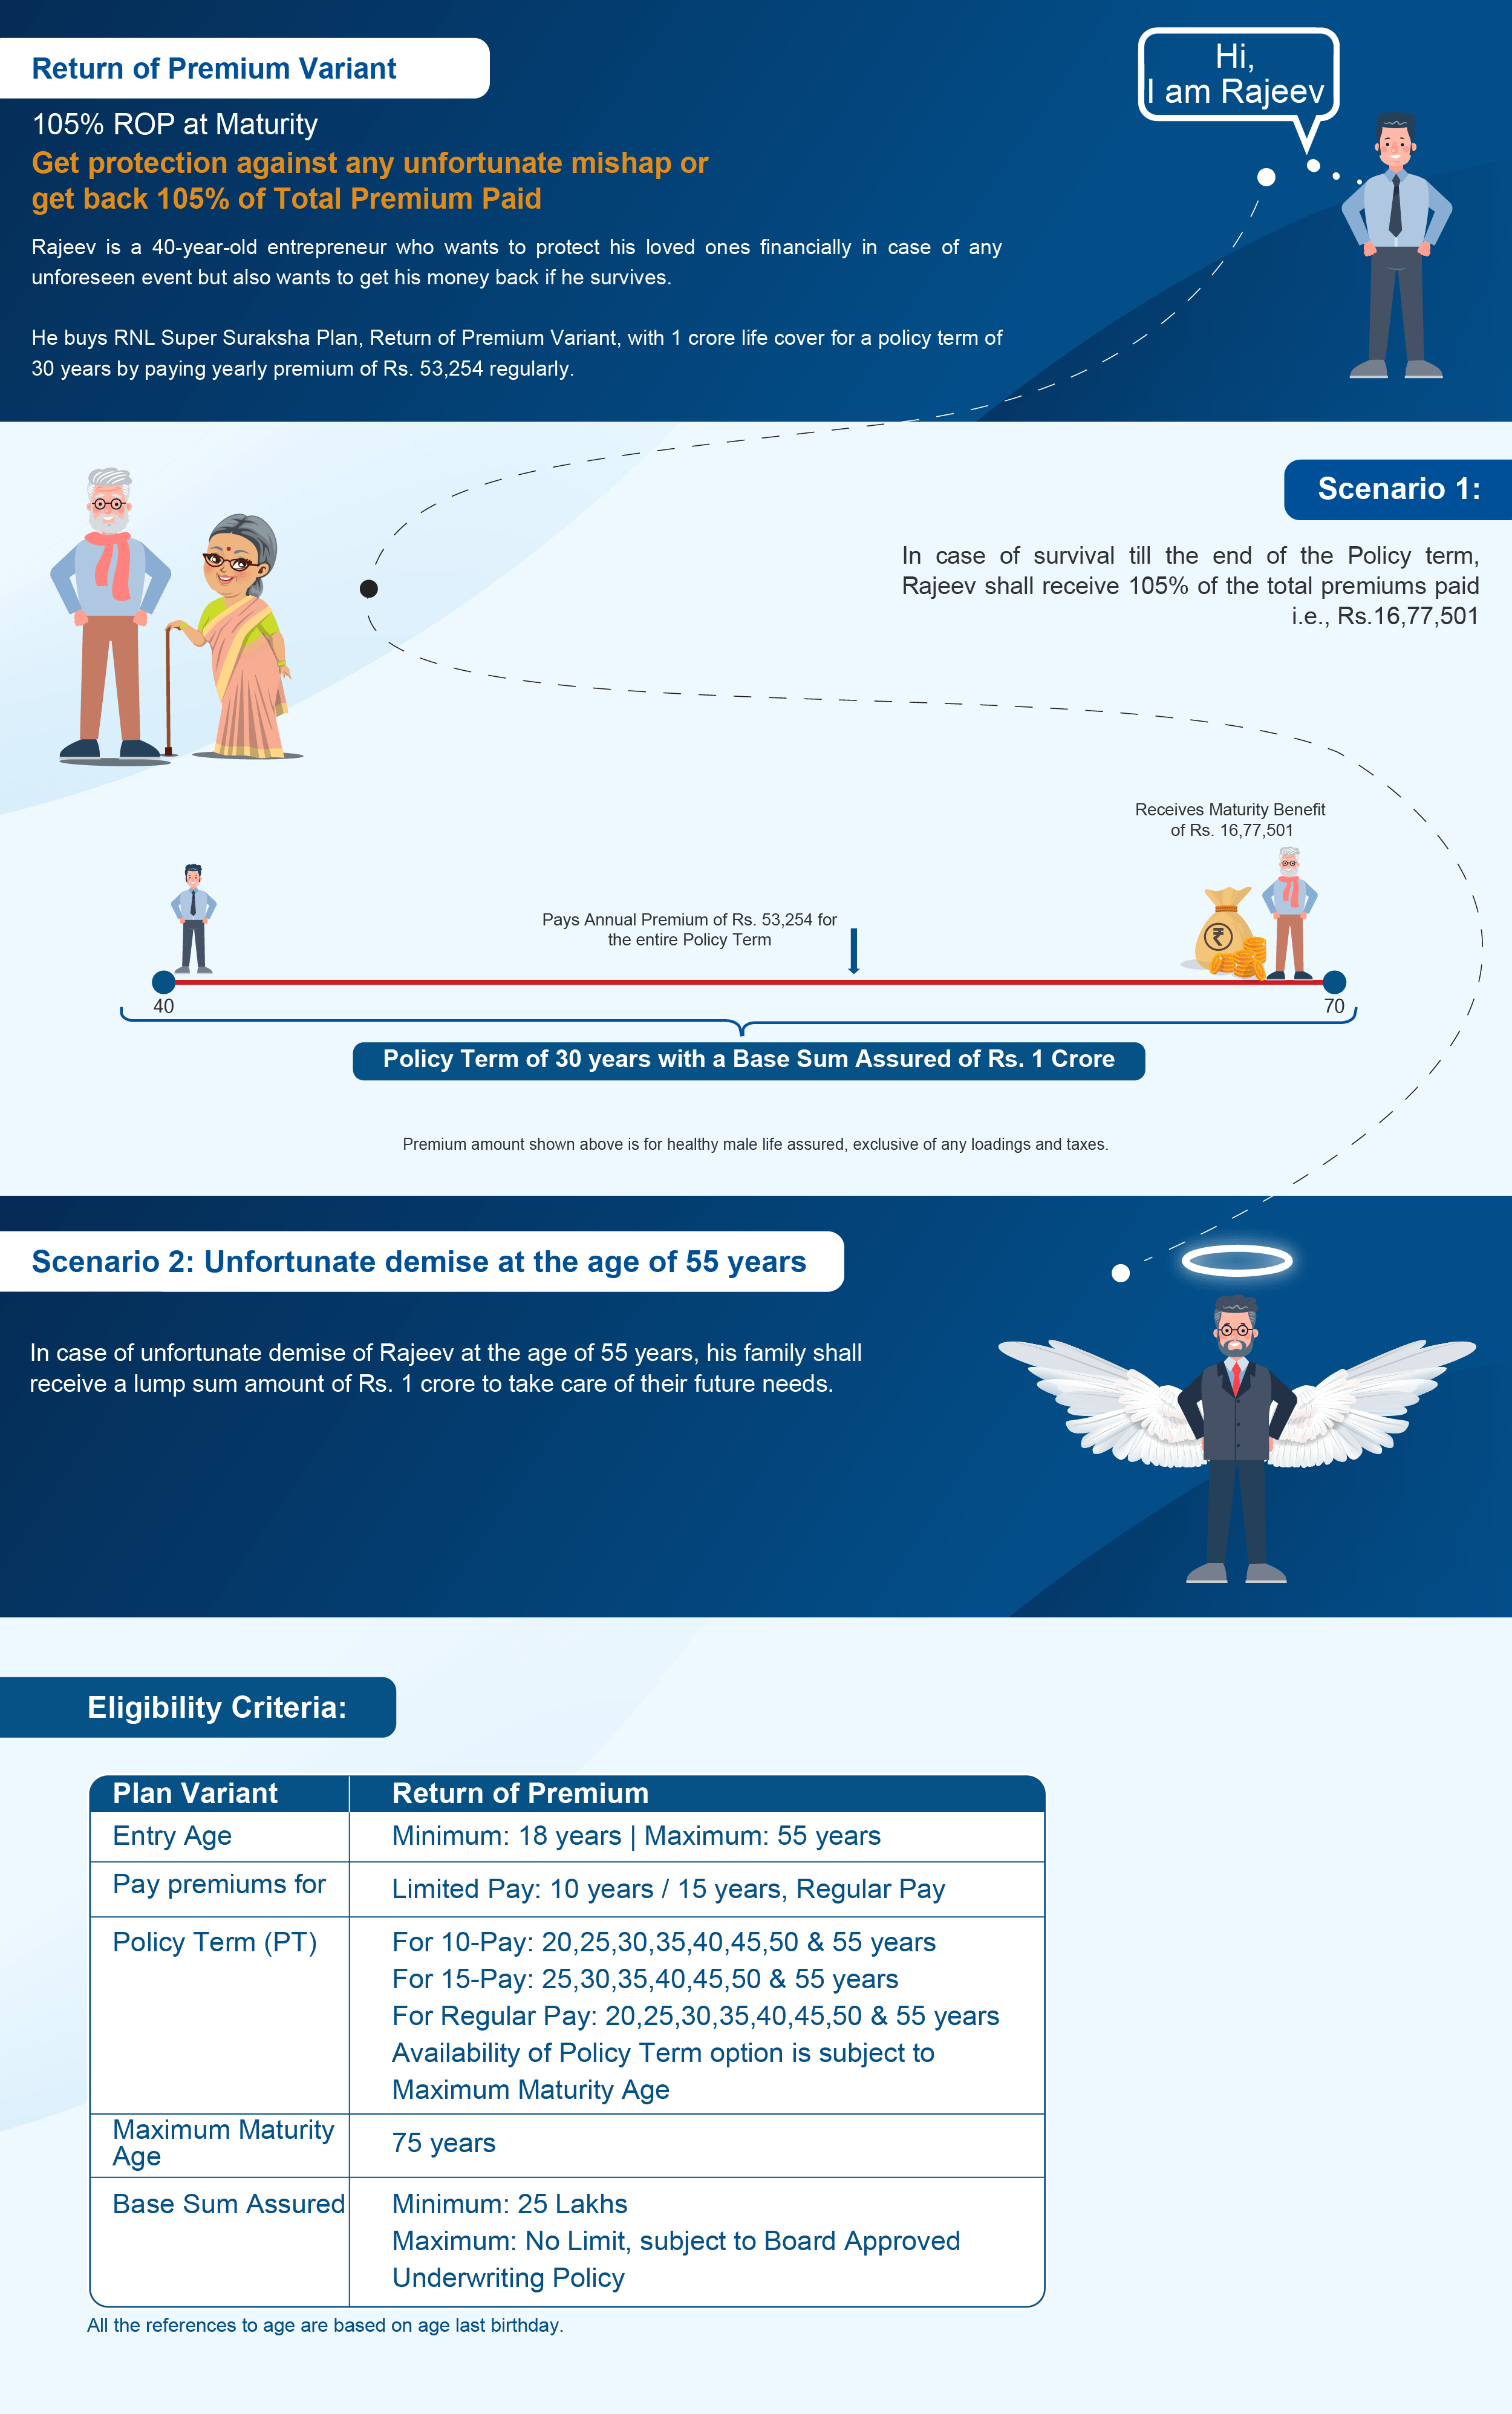 Return of Premium Variant
Hi,
I am Rajeev
105% ROP at Maturity
Get protection against any unfortunate mishap or
get back 105% of Total Premium Paid
Rajeev is a 40-year-old entrepreneur who wants to protect his loved ones financially in case of any
unforeseen event but also wants to get his money back if he survives.
He buys RNL Super Suraksha Plan, Return of Premium Variant, with 1 crore life cover for a policy term of
30 years by paying yearly premium of Rs. 53,254 regularly.
Scenario 1:
In case of survival till the end of the Policy term,
Rajeev shall receive 105% of the total premiums paid
i.e., Rs.16,77,501
Receives Maturity Benefit
of Rs. 16,77,501
Pays Annual Premium of Rs. 53,254 for
the entire Policy Term
₹
40
70
Policy Term of 30 years with a Base Sum Assured of Rs. 1 Crore
Premium amount shown above is for healthy male life assured, exclusive of any loadings and taxes.
Scenario 2: Unfortunate demise at the age of 55 years
In case of unfortunate demise of Rajeev at the age of 55 years, his family shall
receive a lump sum amount of Rs. 1 crore to take care of their future needs.
Eligibility Criteria:
Plan Variant
Return of Premium
Entry Age
Minimum: 18 years | Maximum: 55 years
Pay premiums for
Limited Pay: 10 years / 15 years, Regular Pay
Policy Term (PT)
For 10-Pay: 20,25,30,35,40,45,50 & 55 years
For 15-Pay: 25,30,35,40,45,50 & 55 years
For Regular Pay: 20,25,30,35,40,45,50 & 55 years
Availability of Policy Term option is subject to
Maximum Maturity Age
Maximum Maturity
Age
75 years
Base Sum Assured
Minimum: 25 Lakhs
Maximum: No Limit, subject to Board Approved
Underwriting Policy
All the references to age are based on age last birthday.